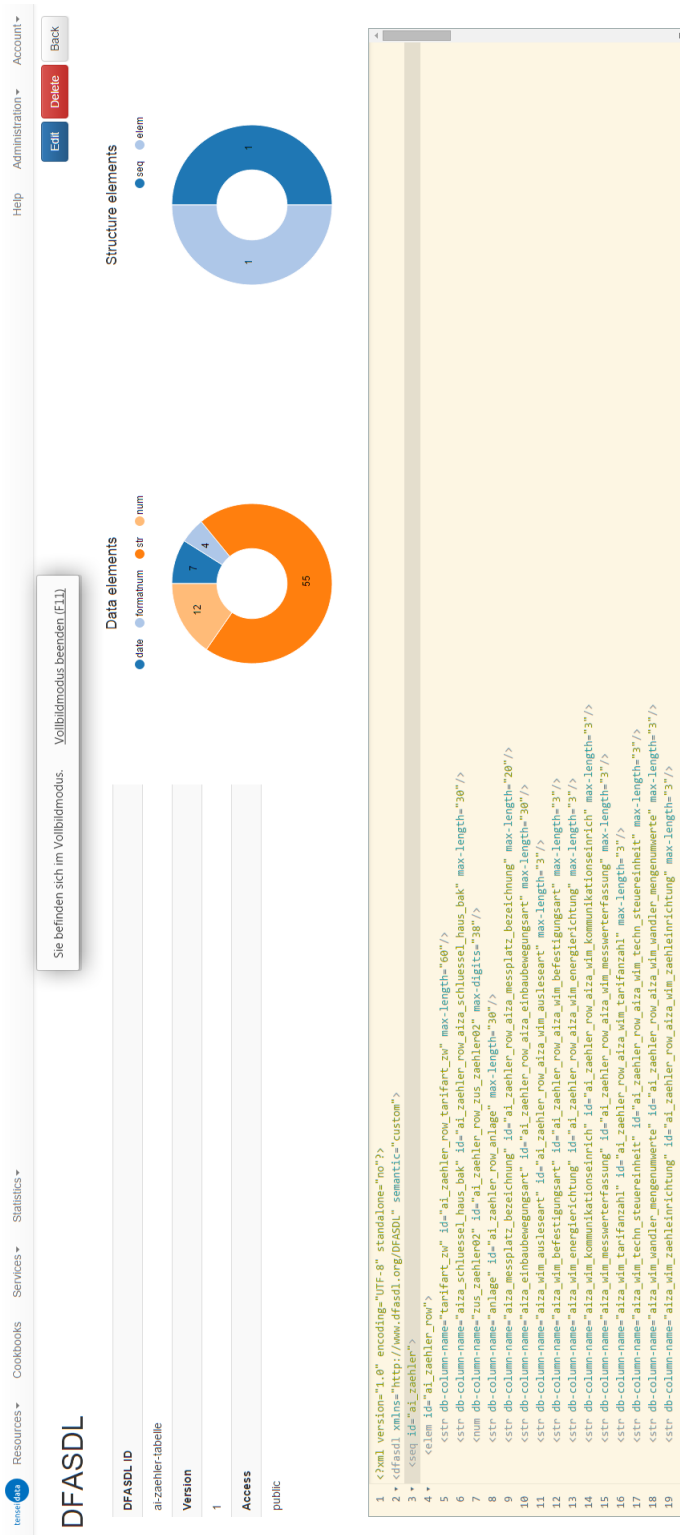 tensei data Resources Cookbooks Services Statistics Help Administration Account
Sie befinden sich im Vollbildmodus. Vollbildmodus beenden (F11)
DFASDL
Edit Delete Back
DFASDL ID
ai-zaehler-tabelle
Version
1
Access
public
Data elements
date formatnum str num
12
7
4
55
Structure elements
seq elem
1
1
1 <?xml version="1.0" encoding="UTF-8" standalone="no"?>
2 <dfasdl xmlns="http://www.dfasdl.org/DFASDL" semantic="custom">
3 <seq id="ai_zaehler">
4 <elem id="ai_zaehler_row">
5 <str db-column-name="tarifart_zw" id="ai_zaehler_row_tarifart_zw" max-length="60"/>
6 <str db-column-name="aiza_schluessel_haus_bak" id="ai_zaehler_row_aiza_schluessel_haus_bak" max-length="30"/>
7 <num db-column-name="zus_zaehler02" id="ai_zaehler_row_zus_zaehler02" max-digits="38"/>
8 <str db-column-name="anlage" id="ai_zaehler_row_anlage" max-length="30"/>
9 <str db-column-name="aiza_messplatz_bezeichnung" id="ai_zaehler_row_aiza_messplatz_bezeichnung" max-length="20"/>
10 <str db-column-name="aiza_einbaubewegungsart" id="ai_zaehler_row_aiza_einbaubewegungsart" max-length="30"/>
11 <str db-column-name="aiza_wim_ausleseart" id="ai_zaehler_row_aiza_wim_ausleseart" max-length="3"/>
12 <str db-column-name="aiza_wim_befestigungsart" id="ai_zaehler_row_aiza_wim_befestigungsart" max-length="3"/>
13 <str db-column-name="aiza_wim_energierichtung" id="ai_zaehler_row_aiza_wim_energierichtung" max-length="3"/>
14 <str db-column-name="aiza_wim_kommunikationseinrich" id="ai_zaehler_row_aiza_wim_kommunikationseinrich" max-length="3"/>
15 <str db-column-name="aiza_wim_messwerterfassung" id="ai_zaehler_row_aiza_wim_messwerterfassung" max-length="3"/>
16 <str db-column-name="aiza_wim_tarifanzahl" id="ai_zaehler_row_aiza_wim_tarifanzahl" max-length="3"/>
17 <str db-column-name="aiza_wim_techn_steuereinheit" id="ai_zaehler_row_aiza_wim_techn_steuereinheit" max-length="3"/>
18 <str db-column-name="aiza_wim_wandler_mengenumwerte" id="ai_zaehler_row_aiza_wim_wandler_mengenumwerte" max-length="3"/>
19 <str db-column-name="aiza_wim_zaehleinrichtung" id="ai_zaehler_row_aiza_wim_zaehleinrichtung" max-length="3"/>